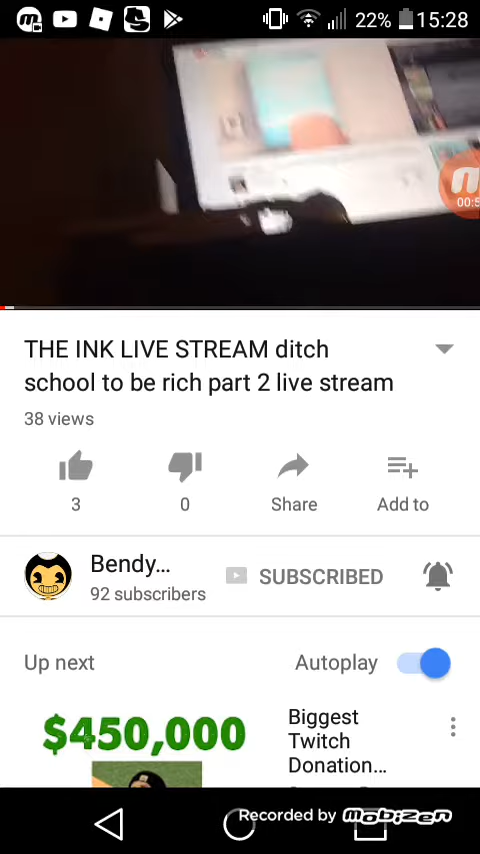 22% 15:28
THE INK LIVE STREAM ditch
school to be rich part 2 live stream
38 views
3
0
Share
Add to
Bendy...
SUBSCRIBED
92 subscribers
Up next
Autoplay
$450,000
Biggest
Twitch
Donation...
Recorded by Mobizen